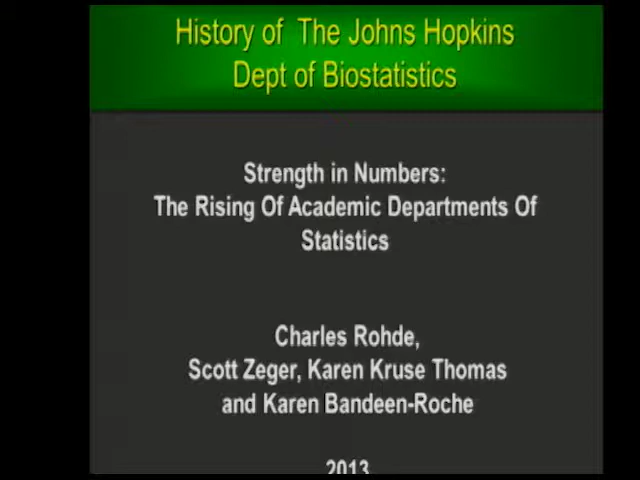 History of The Johns Hopkins
Dept of Biostatistics
Strength in Numbers:
The Rising Of Academic Departments Of
Statistics
Charles Rohde,
Scott Zeger, Karen Kruse Thomas
and Karen Bandeen-Roche
2013